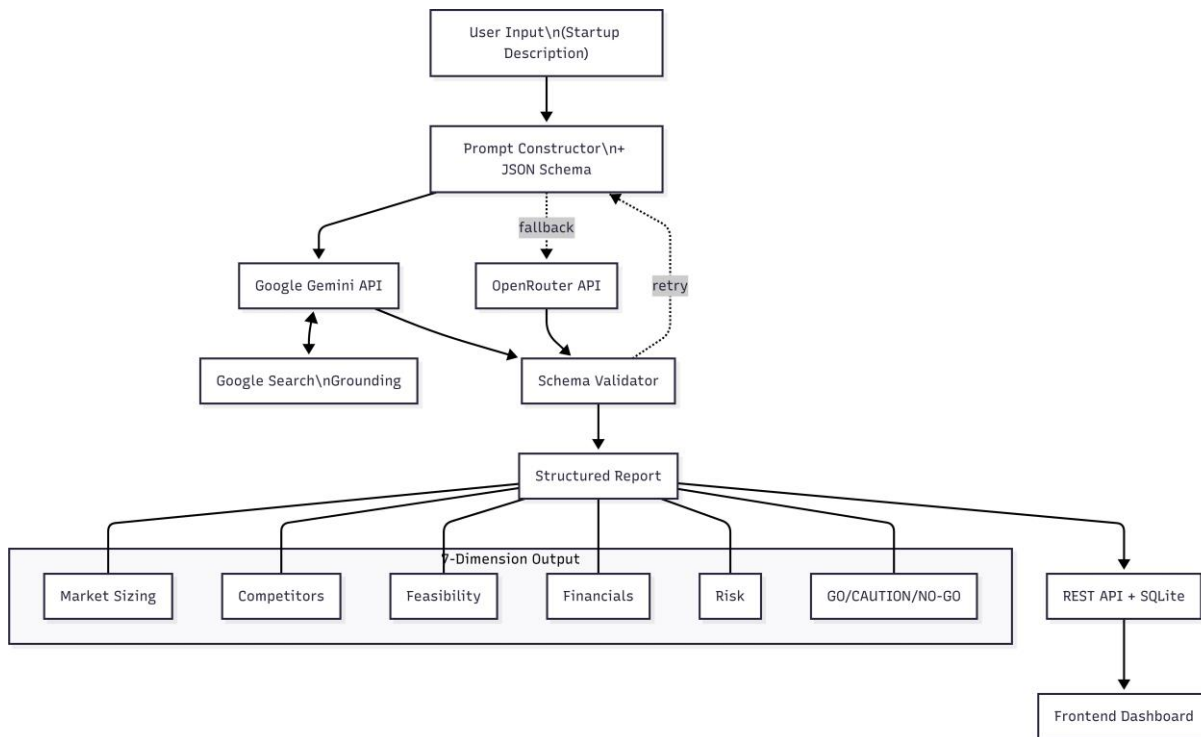 User Input\n(Startup
Description)
Prompt Constructor\n+
JSON Schema
fallback
Google Gemini API
OpenRouter API
retry
Google Search\nGrounding
Schema Validator
Structured Report
7-Dimension Output
Market Sizing
Competitors
Feasibility
Financials
Risk
GO/CAUTION/NO-GO
REST API + SQLite
Frontend Dashboard